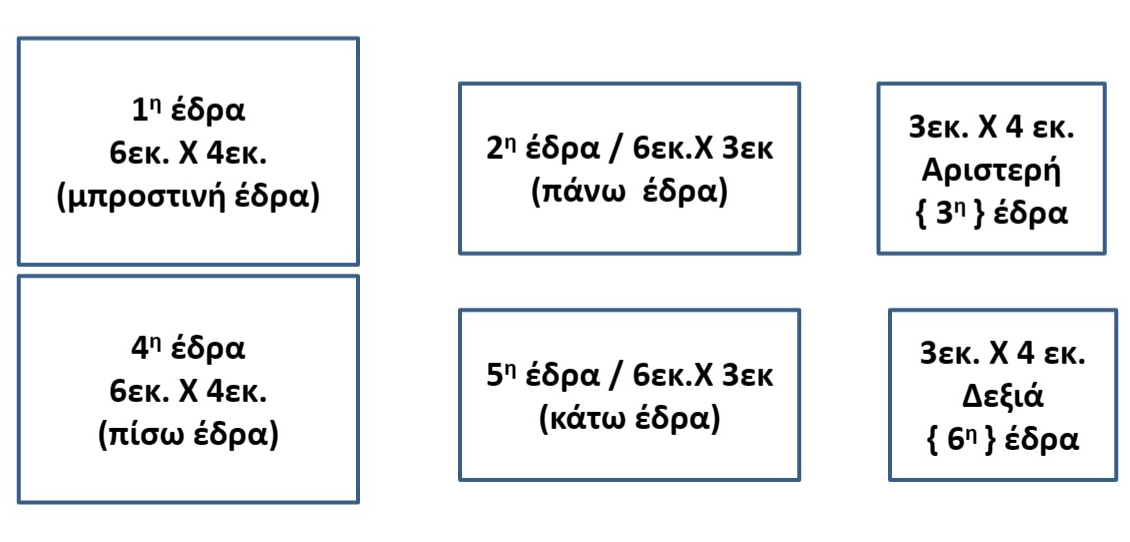 1η έδρα
6εκ. Χ 4εκ.
(μπροστινή έδρα)
2η έδρα / 6εκ.Χ 3εκ
(πάνω έδρα)
3εκ. Χ 4 εκ.
Αριστερή
{ 3η } έδρα
4η έδρα
6εκ. Χ 4εκ.
(πίσω έδρα)
5η έδρα / 6εκ.Χ 3εκ
(κάτω έδρα)
3εκ. Χ 4 εκ.
Δεξιά
{ 6η } έδρα